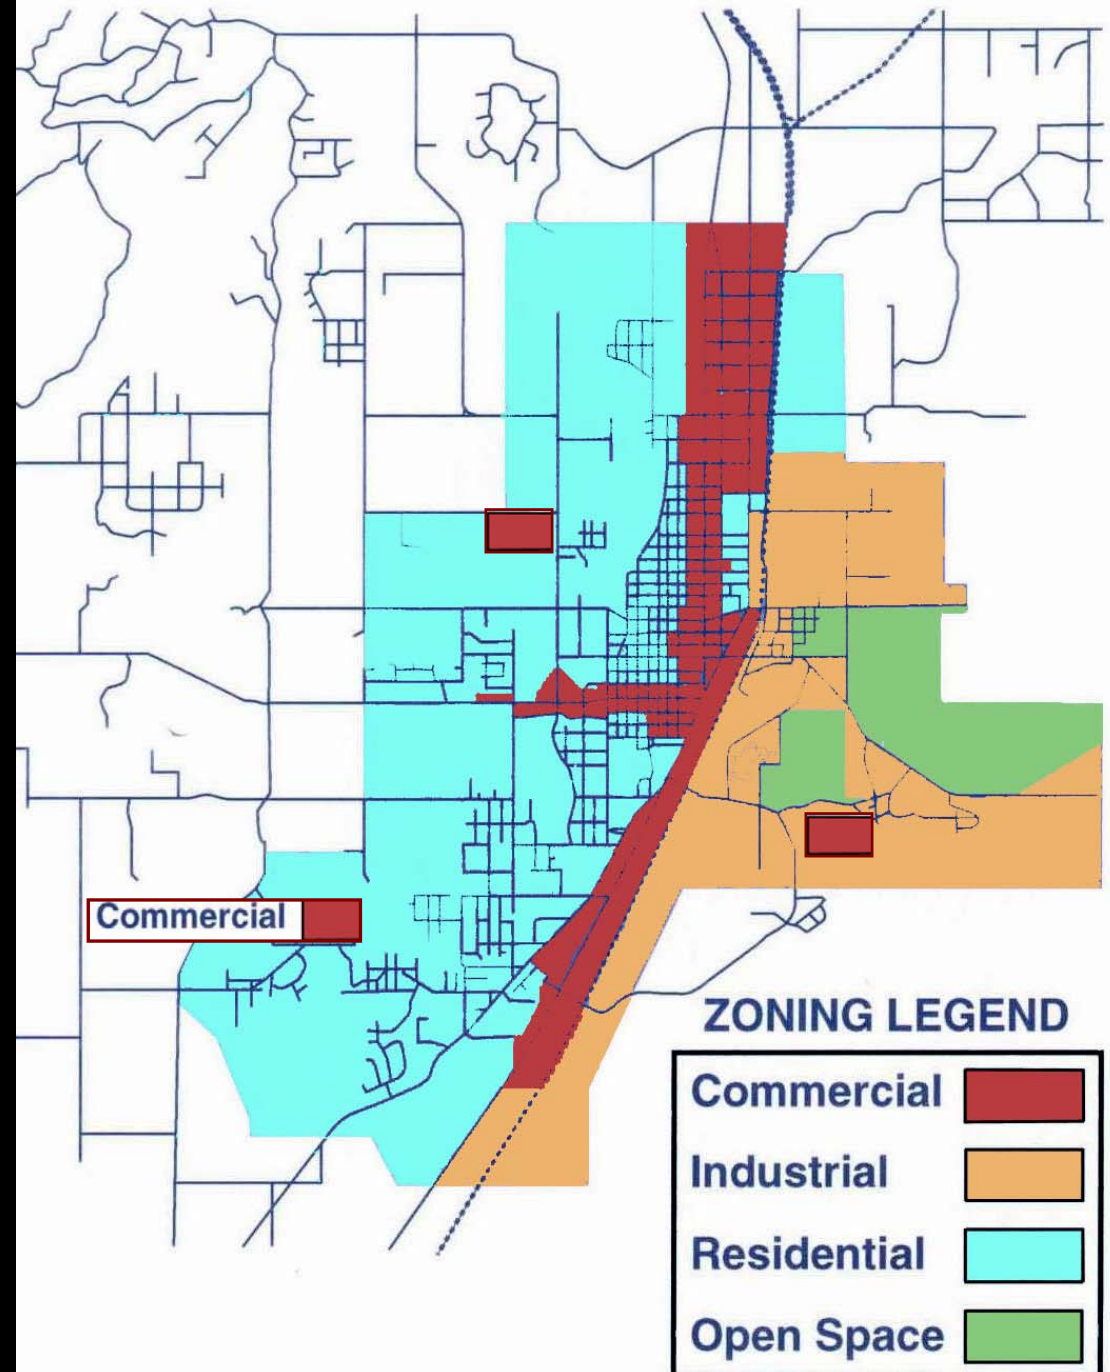 Commercial
ZONING LEGEND
Commercial
Industrial
Residential
Open Space